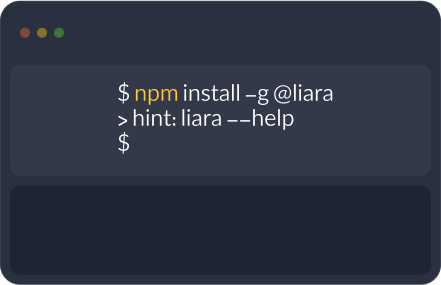 $ npm install –g @liara
> hint: liara ––help
$